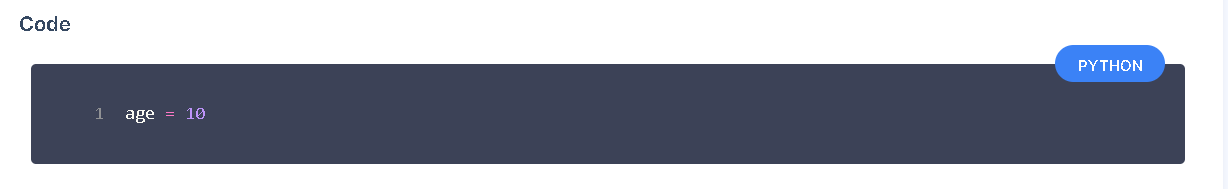 Code
PYTHON
1 age = 10